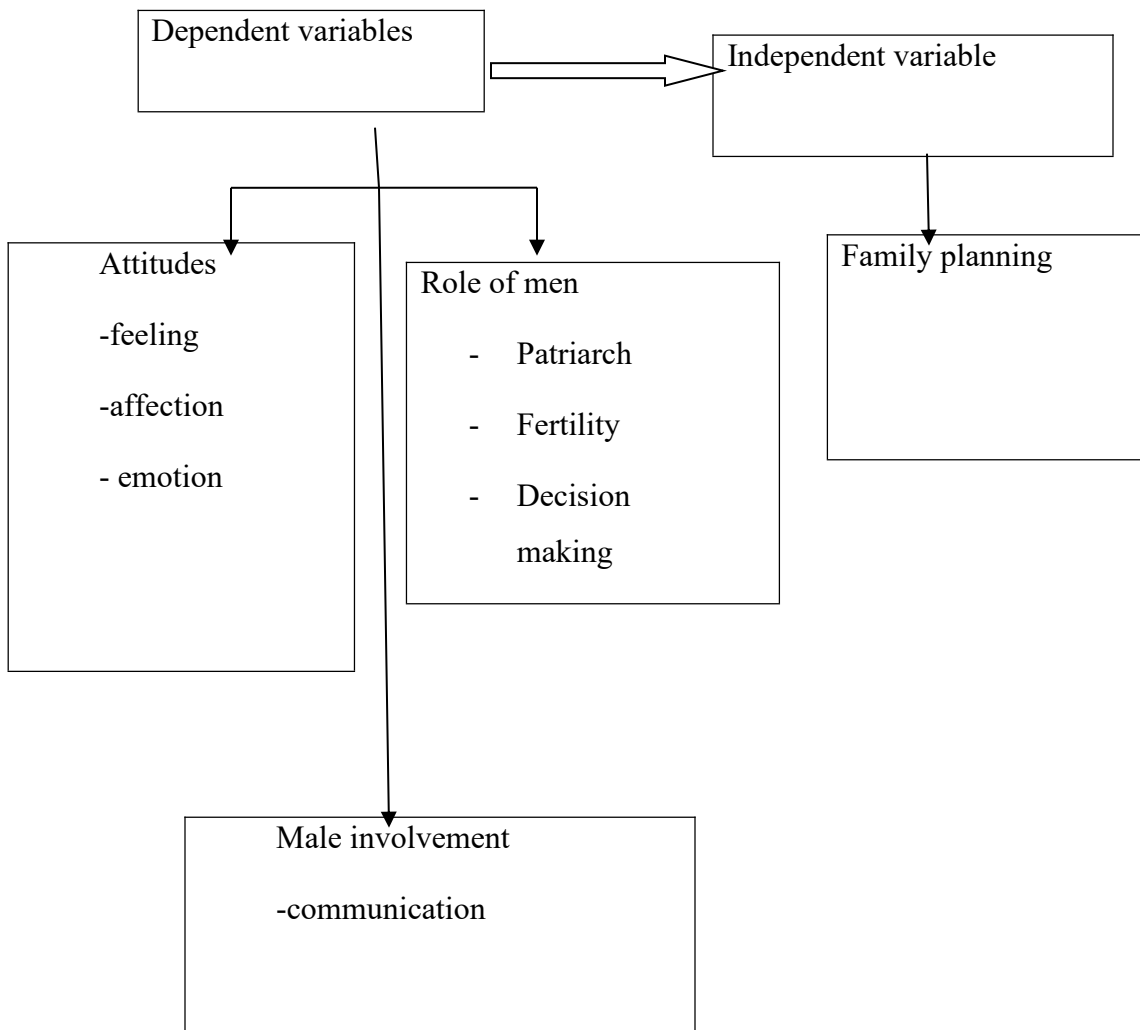 Dependent variables
Independent variable
Attitudes
-feeling
-affection
- emotion
Role of men
- Patriarch
- Fertility
- Decision
making
Family planning
Male involvement
-communication